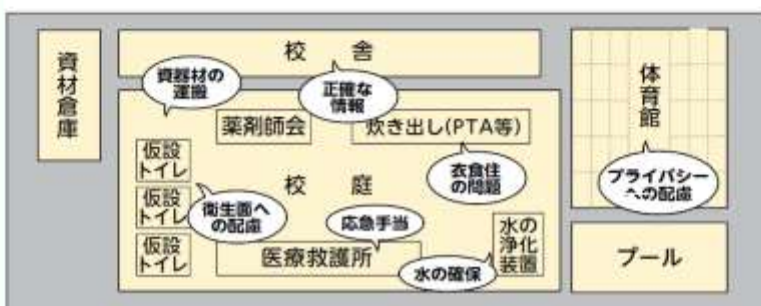 資材倉庫
校舎
資器材の
運搬
正確な
情報
薬剤師会
炊き出し(PTA等)
体育館
仮設
トイレ
仮設
トイレ
仮設
トイレ
校庭
衣食住
の問題
プライバシー
への配慮
衛生面へ
の配慮
応急手当
医療救護所
水の確保
水の
浄化
装置
プール